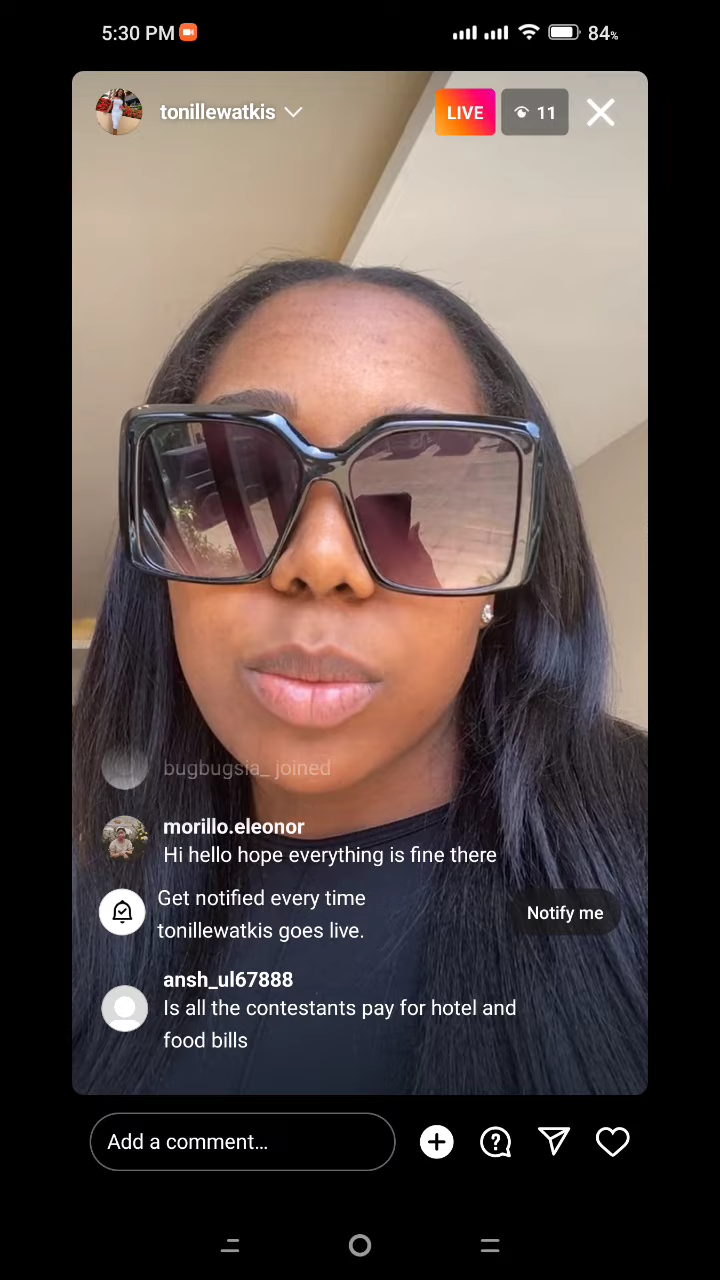 5:30 PM 84%
tonillewatkis LIVE 11
bugbugsia_ joined
morillo.eleonor
Hi hello hope everything is fine there
Get notified every time
tonillewatkis goes live.
Notify me
ansh_ul67888
Is all the contestants pay for hotel and
food bills
Add a comment...